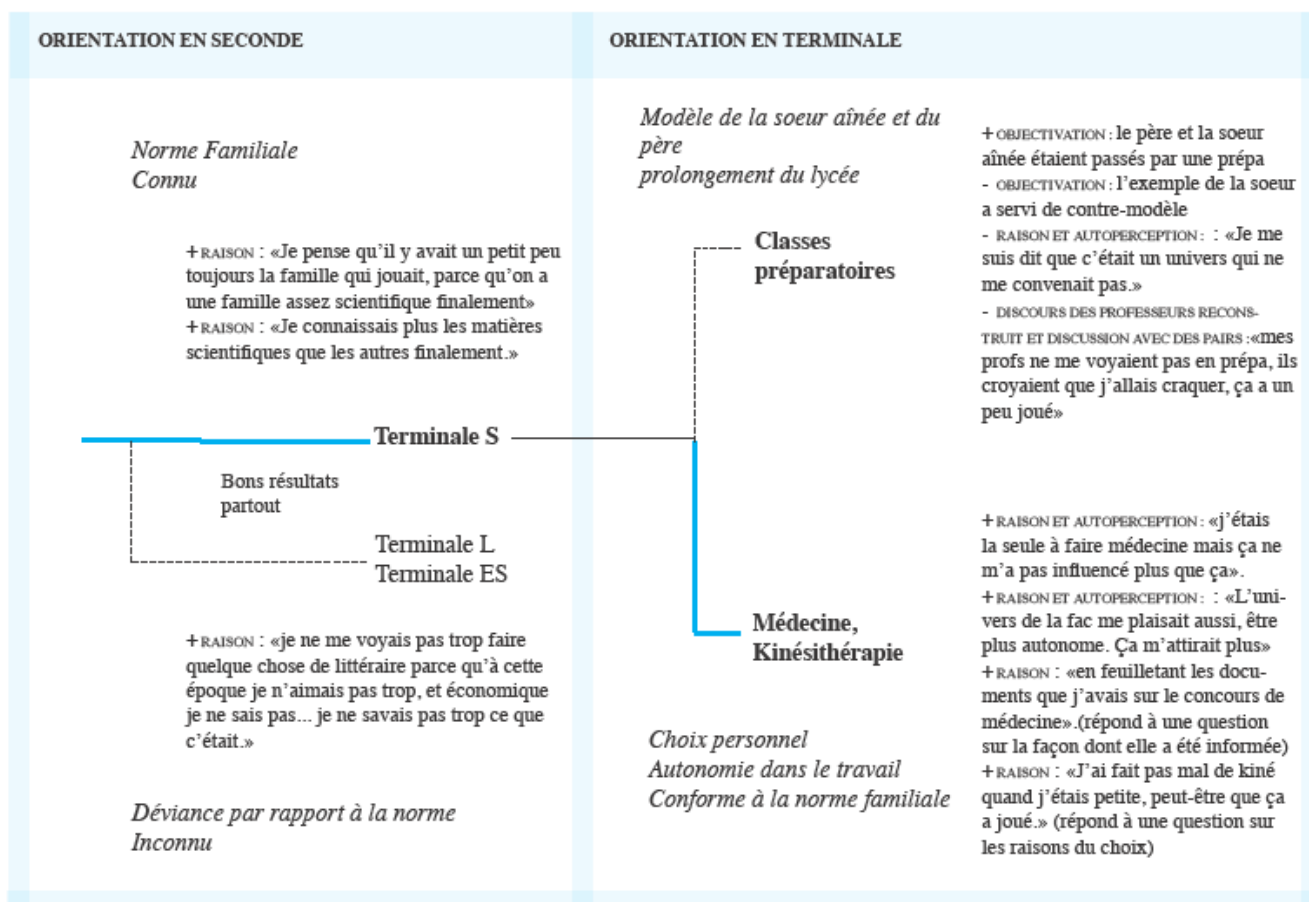 ORIENTATION EN SECONDE
Norme Familiale
Connu
+ RAISON : «Je pense qu’il y avait un petit peu
toujours la famille qui jouait, parce qu’on a
une famille assez scientifique finalement»
+ RAISON : «Je connaissais plus les matières
scientifiques que les autres finalement.»
Terminale S
Bons résultats
partout
Terminale L
Terminale ES
+ RAISON : «je ne me voyais pas trop faire
quelque chose de littéraire parce qu’à cette
époque je n’aimais pas trop, et économique
je ne sais pas... je ne savais pas trop ce que
c’était.»
Déviance par rapport à la norme
Inconnu
ORIENTATION EN TERMINALE
Modèle de la soeur aînée et du
père
prolongement du lycée
Classes
préparatoires
+ OBJECTIVATION : le père et la soeur
aînée étaient passés par une prépa
- OBJECTIVATION : l’exemple de la soeur
a servi de contre-modèle
- RAISON ET AUTOPERCEPTION : : «Je me
suis dit que c’était un univers qui ne
me convenait pas.»
- DISCOURS DES PROFESSEURS RECONS-
TRUIT ET DISCUSSION AVEC DES PAIRS :«mes
profs ne me voyaient pas en prépa, ils
croyaient que j’allais craquer, ça a un
peu joué»
Médecine,
Kinésithérapie
+ RAISON ET AUTOPERCEPTION : «j’étais
la seule à faire médecine mais ça ne
m’a pas influencé plus que ça».
+ RAISON ET AUTOPERCEPTION : : «L’uni-
vers de la fac me plaisait aussi, être
plus autonome. Ça m’attirait plus»
+ RAISON : «en feuilletant les docu-
ments que j’avais sur le concours de
médecine».(répond à une question
sur la façon dont elle a été informée)
+ RAISON : «J’ai fait pas mal de kiné
quand j’étais petite, peut-être que ça
a joué.» (répond à une question sur
les raisons du choix)
Choix personnel
Autonomie dans le travail
Conforme à la norme familiale